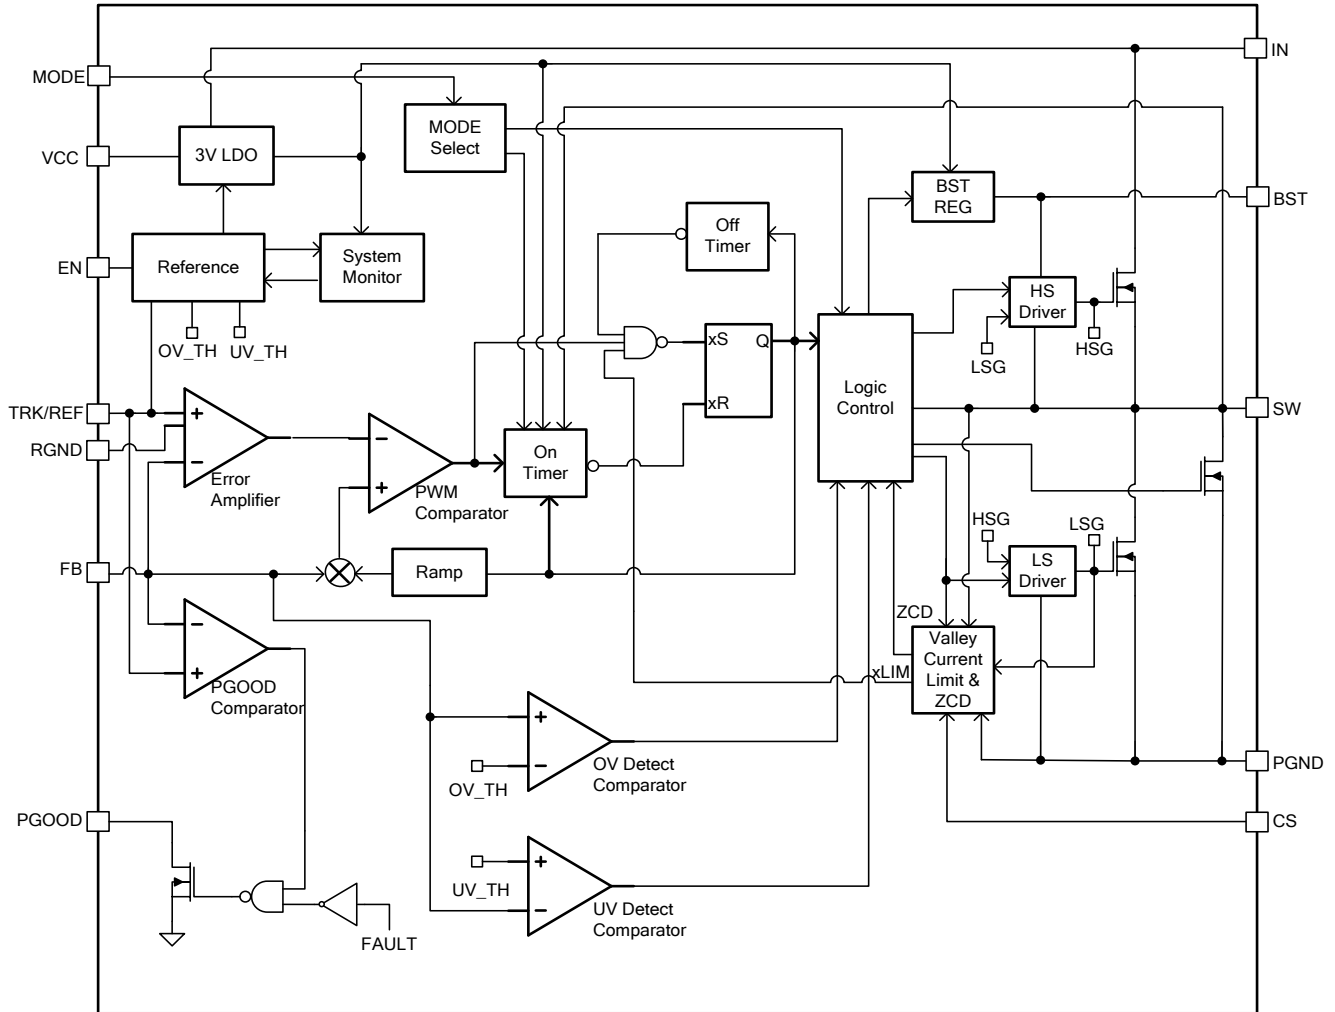 IN
MODE
MODE
Select
VCC
3V LDO
BST
REG
BST
Off
Timer
EN
Reference
System
Monitor
HS
Driver
OV_TH
UV_TH
xS
Q
LSG
HSG
Logic
Control
TRK/REF
+
xR
SW
RGND
−
−
On
Timer
Error
Amplifier
+
PWM
Comparator
HSG
LSG
FB
Ramp
LS
Driver
ZCD
−
Valley
Current
Limit &
ZCD
xLIM
+
PGOOD
Comparator
+
−
OV Detect
Comparator
OV_TH
PGND
PGOOD
CS
+
UV_TH
−
UV Detect
Comparator
FAULT